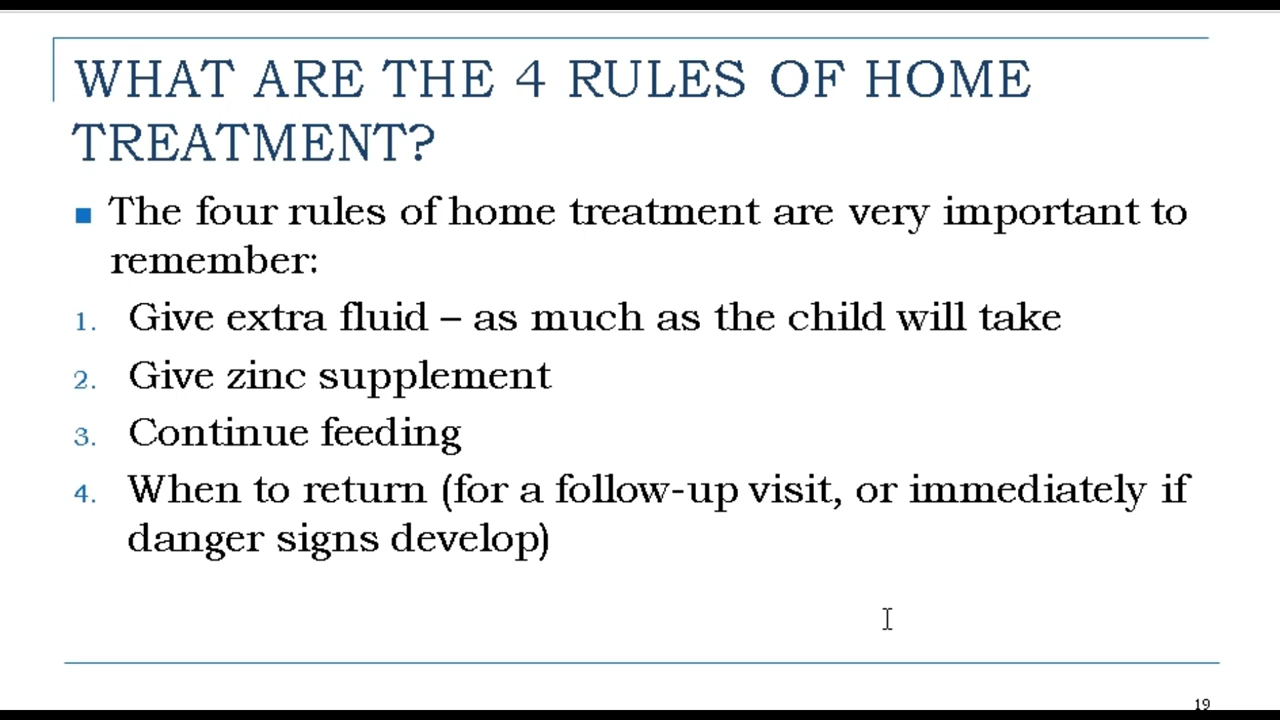 WHAT ARE THE 4 RULES OF HOME
TREATMENT?
■ The four rules of home treatment are very important to
remember:
1. Give extra fluid – as much as the child will take
2. Give zinc supplement
3. Continue feeding
4. When to return (for a follow-up visit, or immediately if
danger signs develop)
19